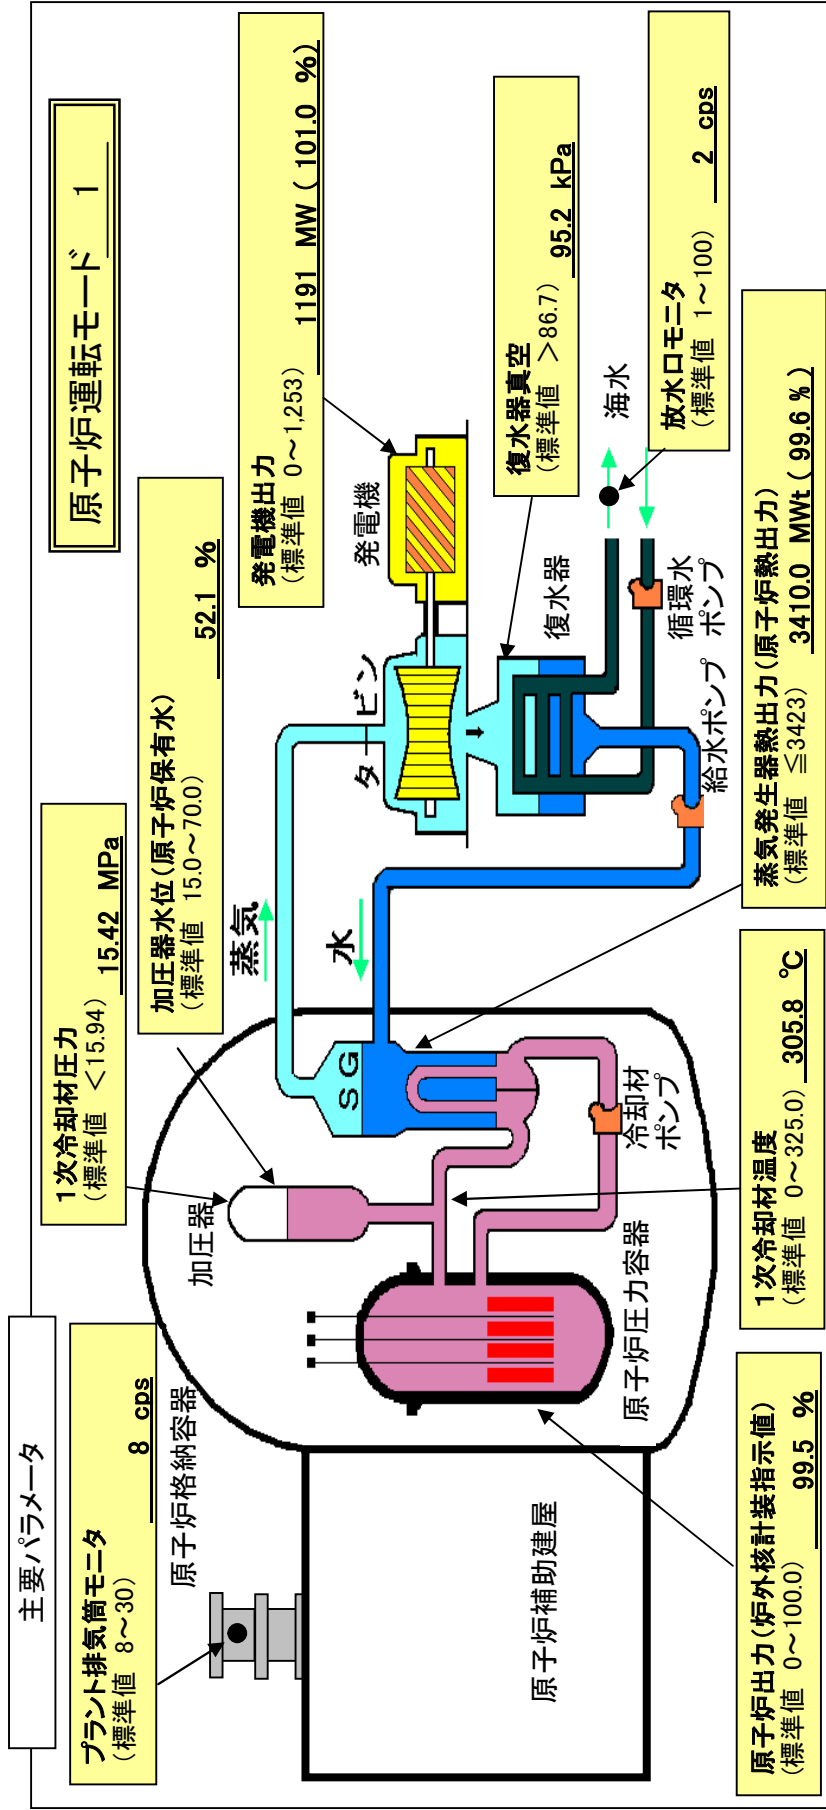 主要パラメータ
原子炉運転モード 1
プラント排気筒モニタ
(標準値 8～30)
8 cps
1次冷却材圧力
(標準値 <15.94)
15.42 MPa
加圧器水位(原子炉保有水)
(標準値 15.0～70.0)
52.1 %
発電機出力
(標準値 0～1,253)
1191 MW ( 101.0 %)
原子炉格納容器
加圧器
蒸気
水
SG
タービン
発電機
復水器真空
(標準値 >86.7)
95.2 kPa
復水器
海水
循環水
ポンプ
給水ポンプ
放水口モニタ
(標準値 1～100)
2 cps
原子炉補助建屋
原子炉圧力容器
冷却材
ポンプ
原子炉出力(炉外核計装指示値)
(標準値 0～100.0)
99.5 %
1次冷却材温度
(標準値 0～325.0)
305.8 ℃
蒸気発生器熱出力(原子炉熱出力)
(標準値 ≦3423)
3410.0 MWt ( 99.6 % )